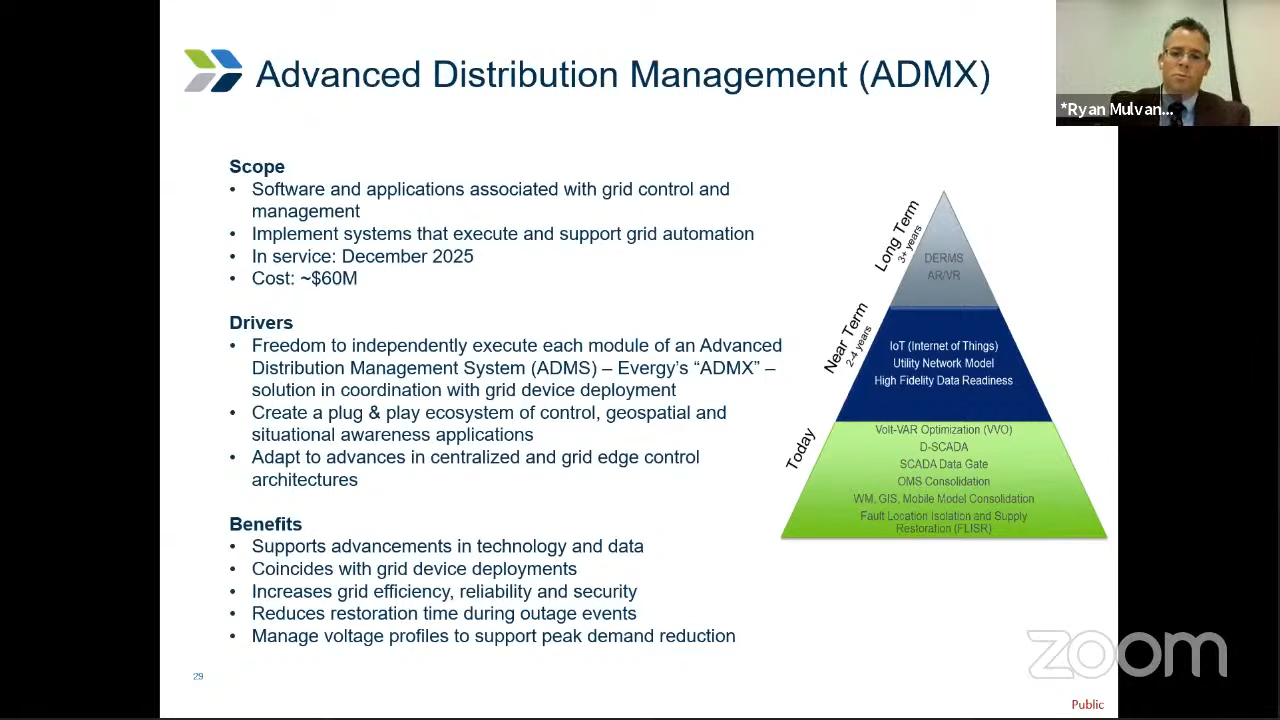 Advanced Distribution Management (ADMX)
*Ryan Mulvan...
Scope
• Software and applications associated with grid control and
management
• Implement systems that execute and support grid automation
• In service: December 2025
• Cost: ~$60M
Drivers
• Freedom to independently execute each module of an Advanced
Distribution Management System (ADMS) – Evergy's “ADMX” –
solution in coordination with grid device deployment
• Create a plug & play ecosystem of control, geospatial and
situational awareness applications
• Adapt to advances in centralized and grid edge control
architectures
Benefits
• Supports advancements in technology and data
• Coincides with grid device deployments
• Increases grid efficiency, reliability and security
• Reduces restoration time during outage events
• Manage voltage profiles to support peak demand reduction
Long Term
3+ years
DERMS
AR/VR
Near Term
2-4 years
IoT (Internet of Things)
Utility Network Model
High Fidelity Data Readiness
Today
Volt-VAR Optimization (VVO)
D-SCADA
SCADA Data Gate
OMS Consolidation
WM, GIS, Mobile Model Consolidation
Fault Location Isolation and Supply
Restoration (FLISR)
29
zoom
Public